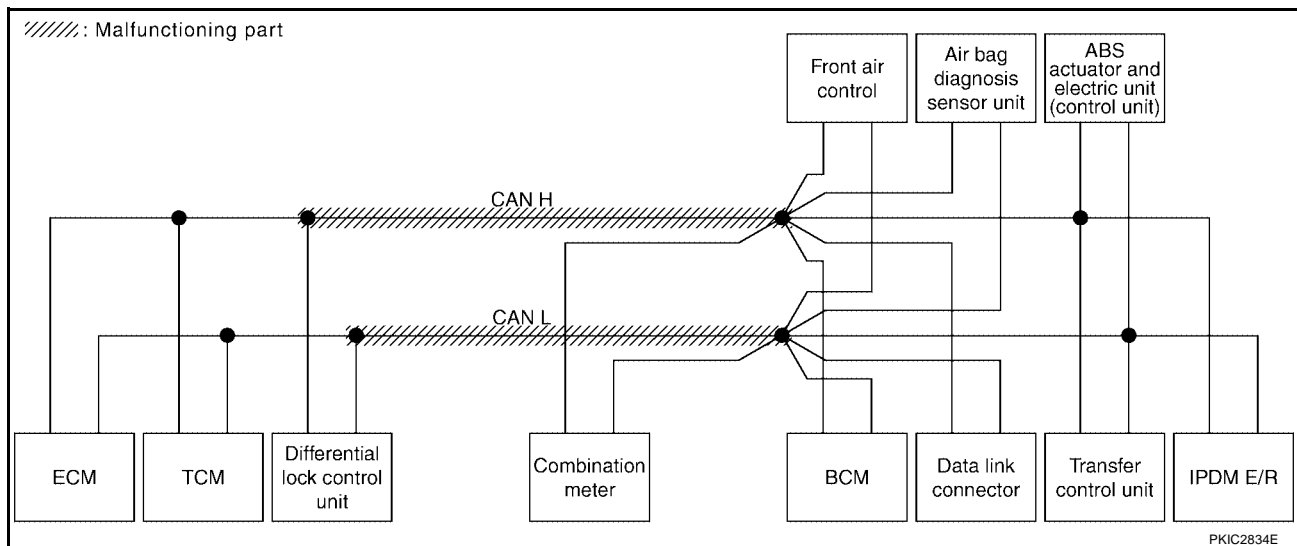 : Malfunctioning part
Front air
control
Air bag
diagnosis
sensor unit
ABS
actuator and
electric unit
(control unit)
CAN H
CAN L
ECM
TCM
Differential
lock control
unit
Combination
meter
BCM
Data link
connector
Transfer
control unit
IPDM E/R
PKIC2834E